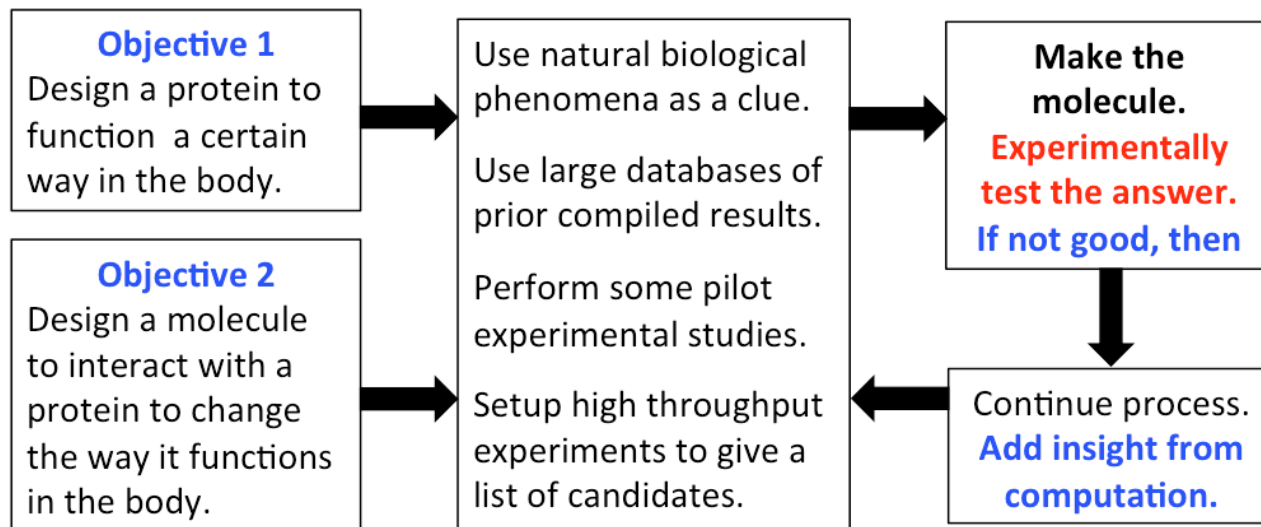 Objective 1
Design a protein to
function a certain
way in the body.
Objective 2
Design a molecule
to interact with a
protein to change
the way it functions
in the body.
Use natural biological
phenomena as a clue.
Use large databases of
prior compiled results.
Perform some pilot
experimental studies.
Setup high throughput
experiments to give a
list of candidates.
Make the
molecule.
Experimentally
test the answer.
If not good, then
Continue process.
Add insight from
computation.